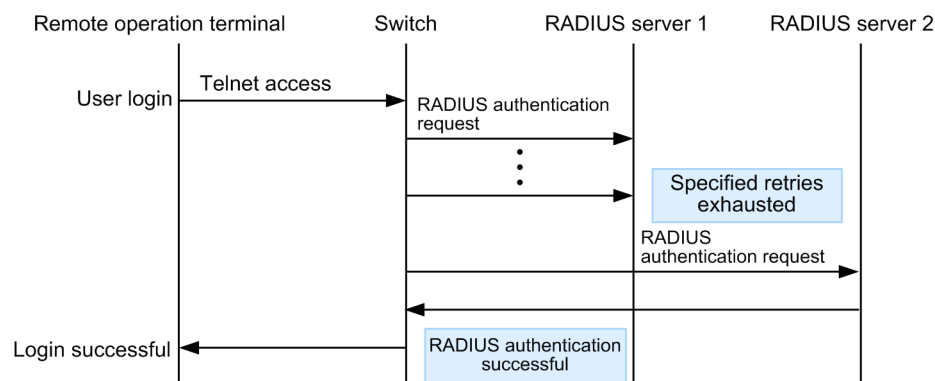 Remote operation terminal
Switch
RADIUS server 1
RADIUS server 2
Telnet access
User login
RADIUS authentication
request
Specified retries
exhausted
RADIUS
authentication request
Login successful
RADIUS authentication
successful